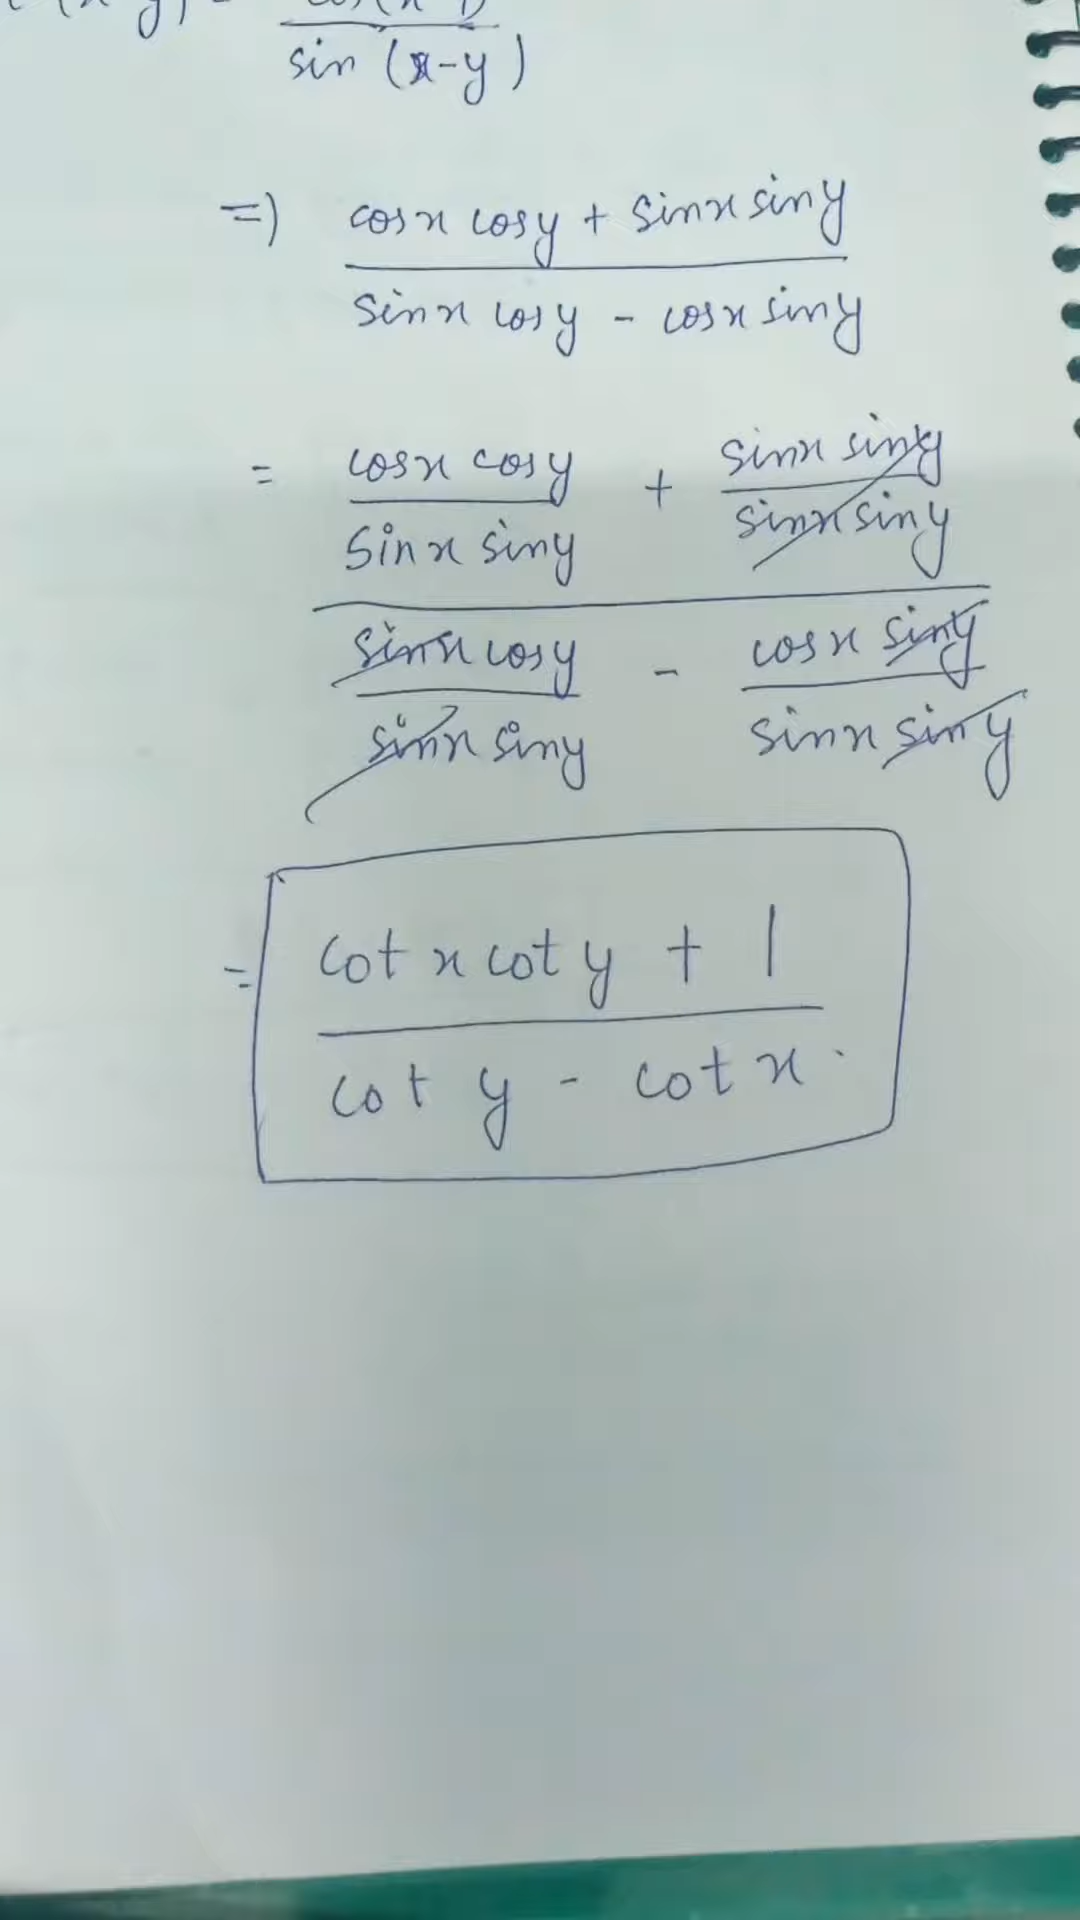 sin (x-y)
=) cosx cosy + sinx siny
sinx cosy - cosx siny
= cosx cosy + sinx siny
sinx siny sinx siny
sinx cosy - cosx siny
sinx siny sinx siny
= cot x cot y + 1
cot y - cot x.